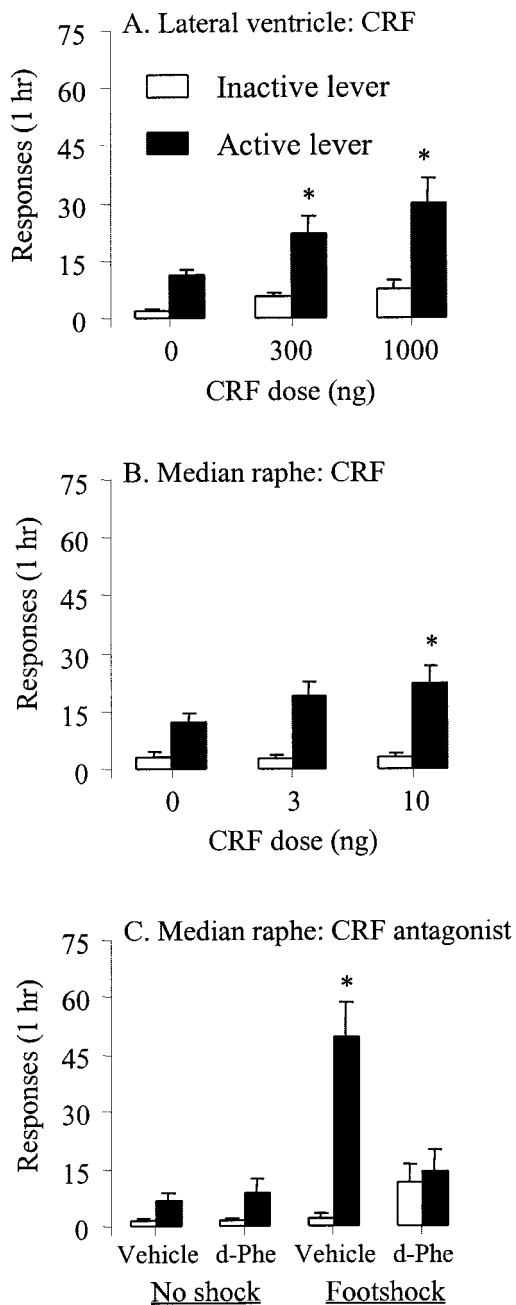 A. Lateral ventricle: CRF
75
60
45
30
15
0
Responses (1 hr)
Inactive lever
Active lever
*
*
0 300 1000
CRF dose (ng)
B. Median raphe: CRF
75
60
45
30
15
0
Responses (1 hr)
*
0 3 10
CRF dose (ng)
C. Median raphe: CRF antagonist
75
60
45
30
15
0
Responses (1 hr)
*
Vehicle d-Phe Vehicle d-Phe
No shock Footshock